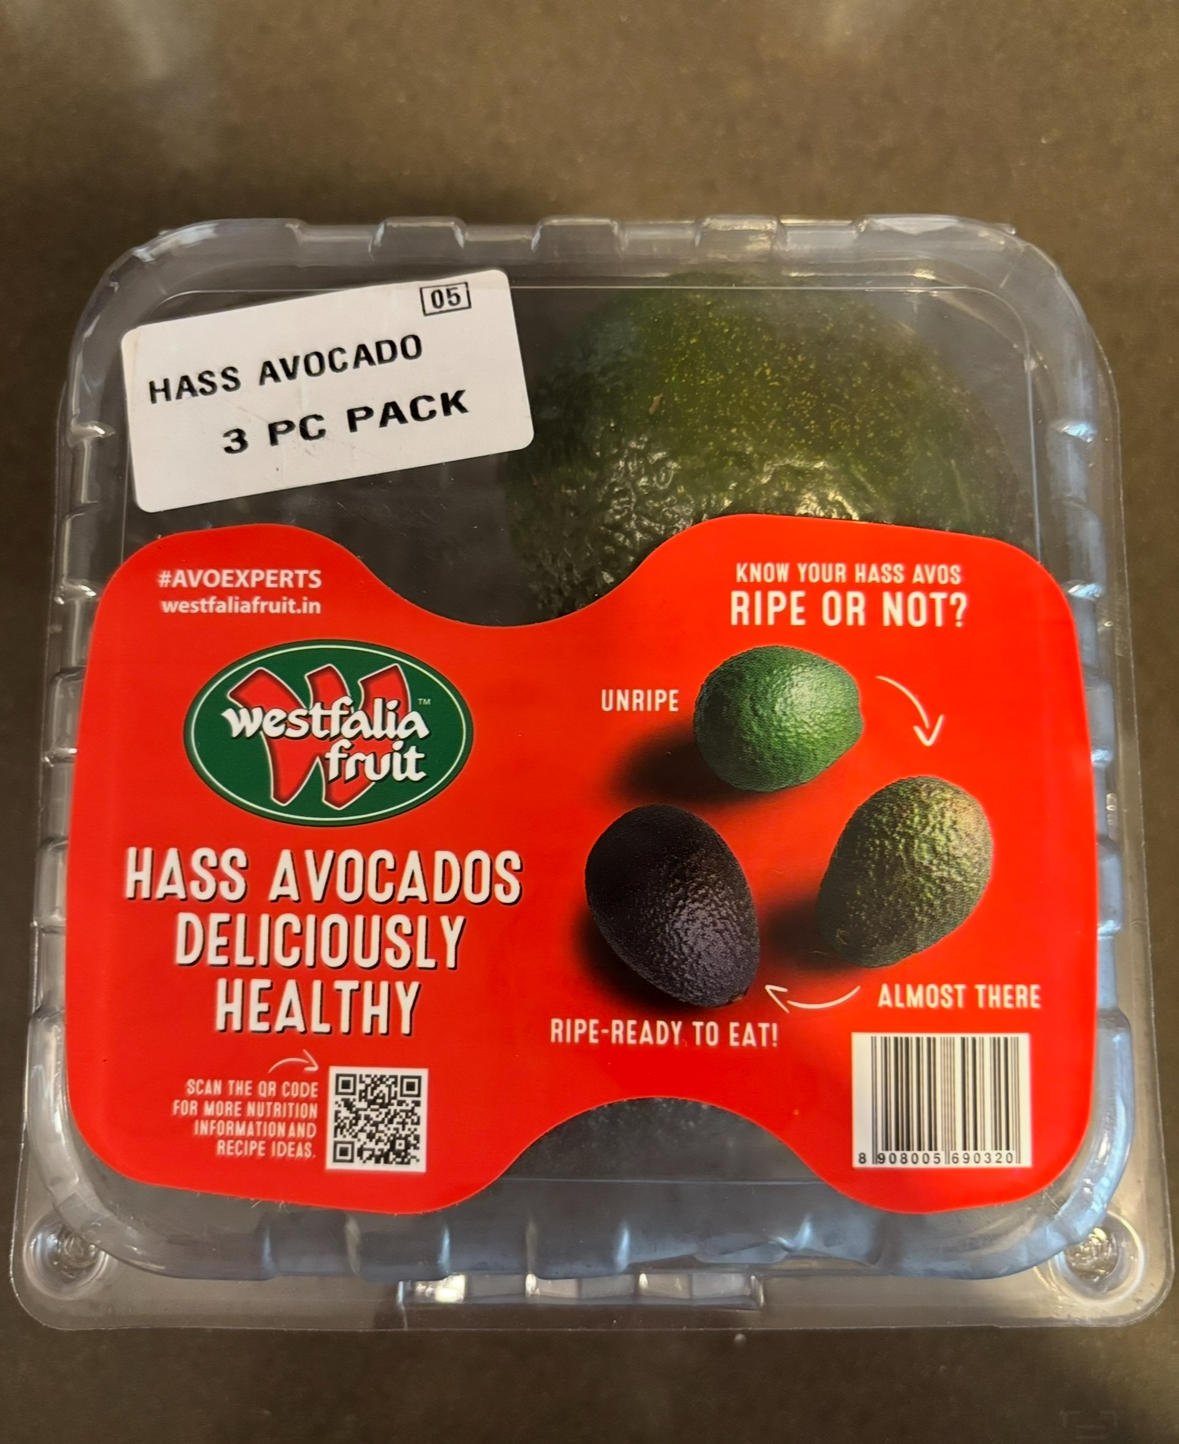 05
HASS AVOCADO
3 PC PACK
#AVOEXPERTS
westfaliafruit.in
westfalia™
fruit
HASS AVOCADOS
DELICIOUSLY
HEALTHY
SCAN THE QR CODE
FOR MORE NUTRITION
INFORMATION AND
RECIPE IDEAS.
KNOW YOUR HASS AVOS
RIPE OR NOT?
UNRIPE
ALMOST THERE
RIPE-READY TO EAT!
8 908005 690320